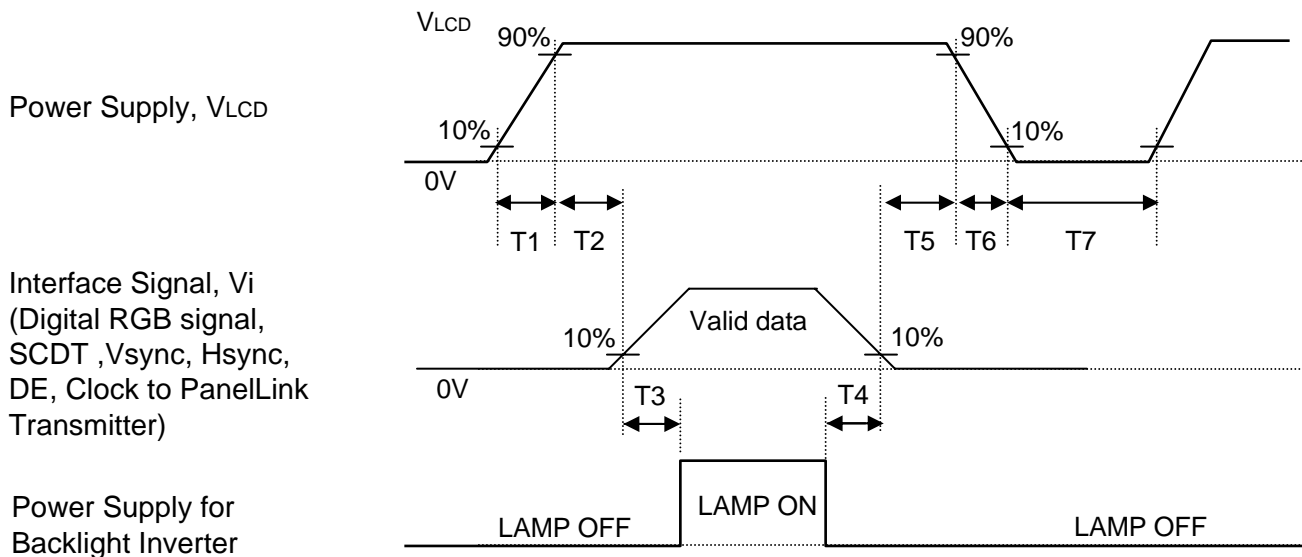 VLCD
90%
90%
Power Supply, VLCD
10%
10%
0V
T1
T2
T5
T6
T7
Interface Signal, Vi
(Digital RGB signal,
SCDT ,Vsync, Hsync,
DE, Clock to PanelLink
Transmitter)
Valid data
10%
10%
0V
T3
T4
Power Supply for
Backlight Inverter
LAMP OFF
LAMP ON
LAMP OFF